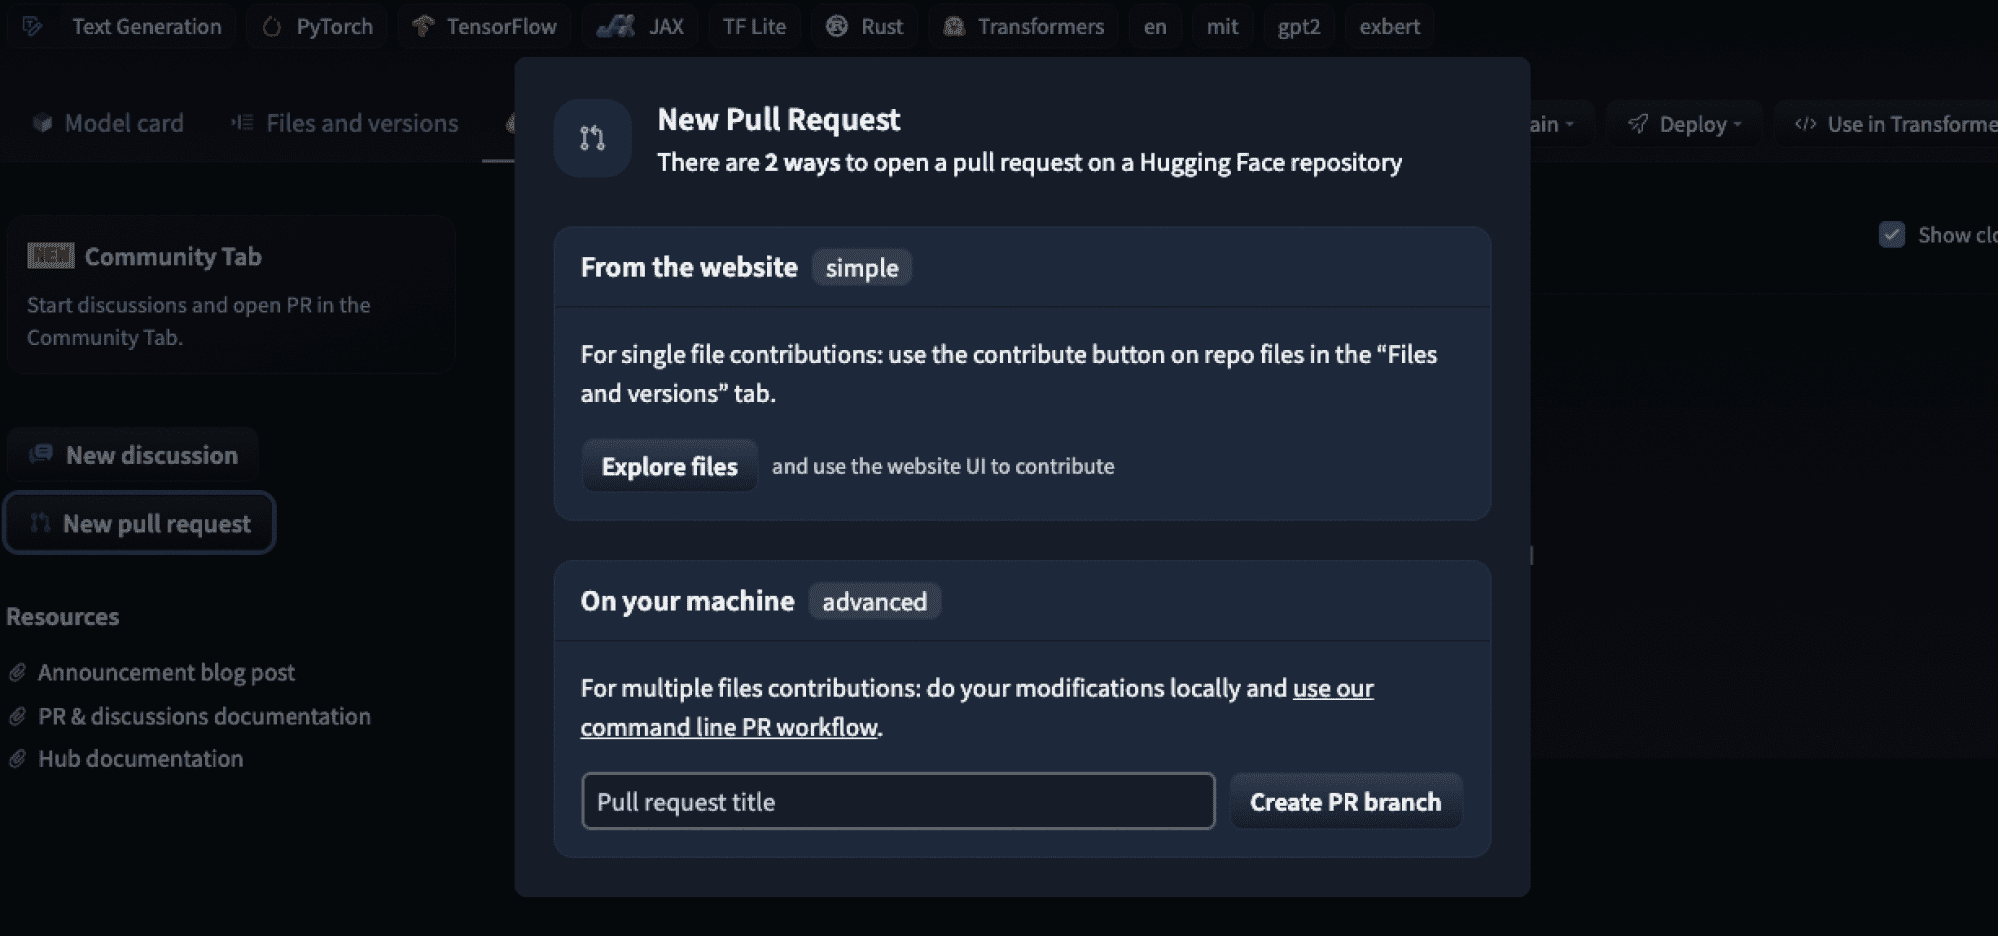 Text Generation PyTorch TensorFlow JAX TF Lite Rust Transformers en mit gpt2 exbert
Model card Files and versions
ain Deploy </> Use in Transforme
NEW Community Tab
Start discussions and open PR in the
Community Tab.
New discussion
New pull request
Resources
Announcement blog post
PR & discussions documentation
Hub documentation
New Pull Request
There are 2 ways to open a pull request on a Hugging Face repository
From the website simple
For single file contributions: use the contribute button on repo files in the “Files
and versions” tab.
Explore files and use the website UI to contribute
On your machine advanced
For multiple files contributions: do your modifications locally and use our
command line PR workflow.
Pull request title Create PR branch
Show clo